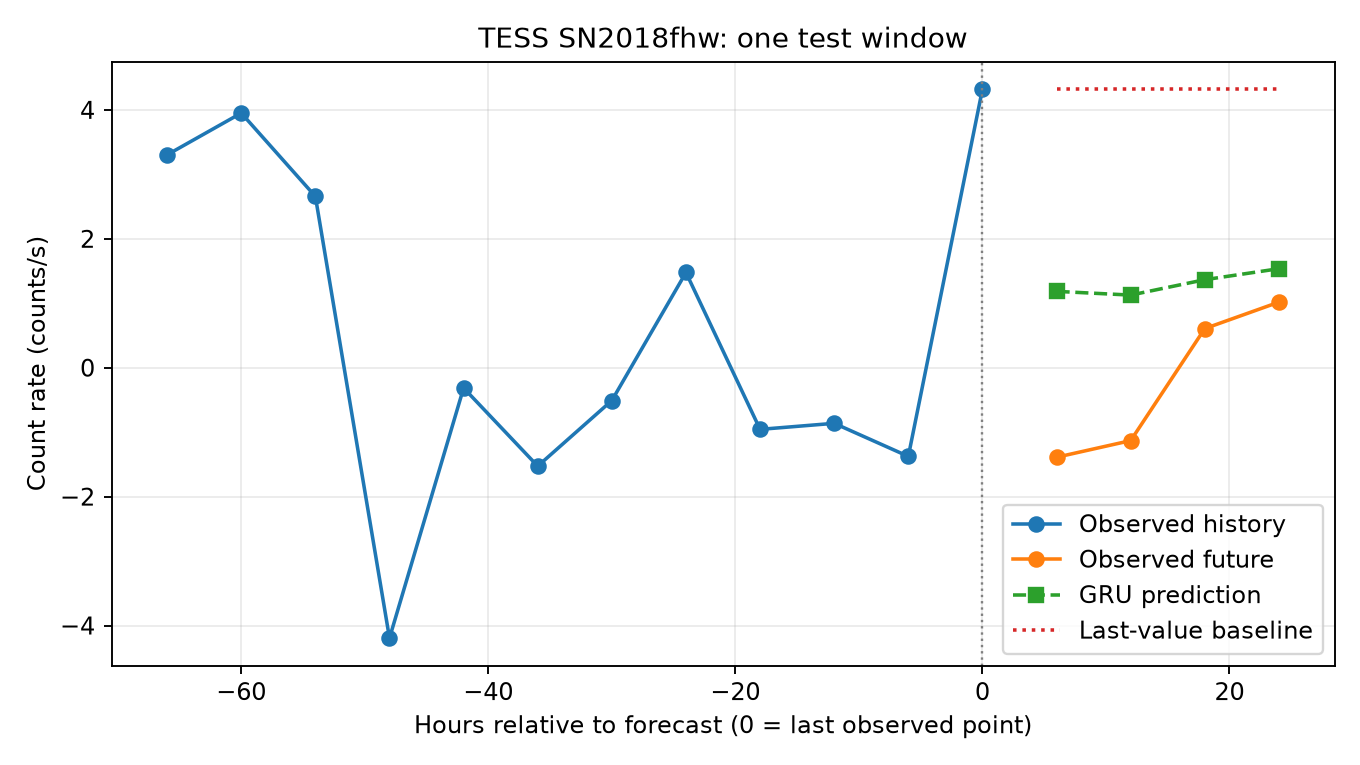 TESS SN2018fhw: one test window
Count rate (counts/s)
4
2
0
−2
−4
−60
−40
−20
0
20
Hours relative to forecast (0 = last observed point)
Observed history
Observed future
GRU prediction
Last-value baseline